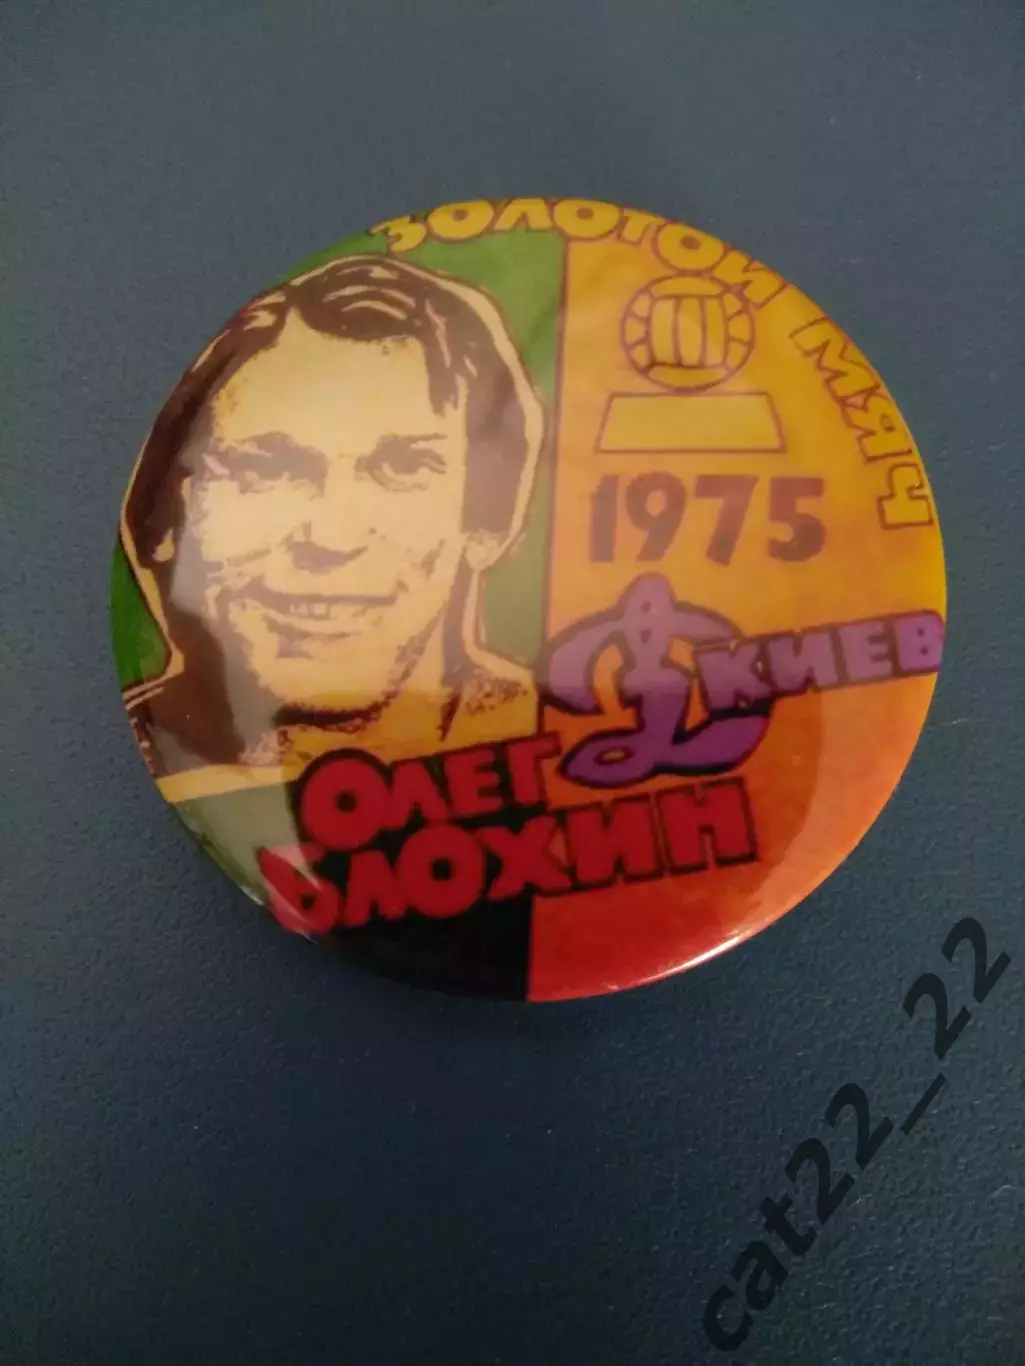 ЗОЛОТОЙ МЯЧ
1975
Д КИЕВ
ОЛЕГ
БЛОХИН
cat22_22